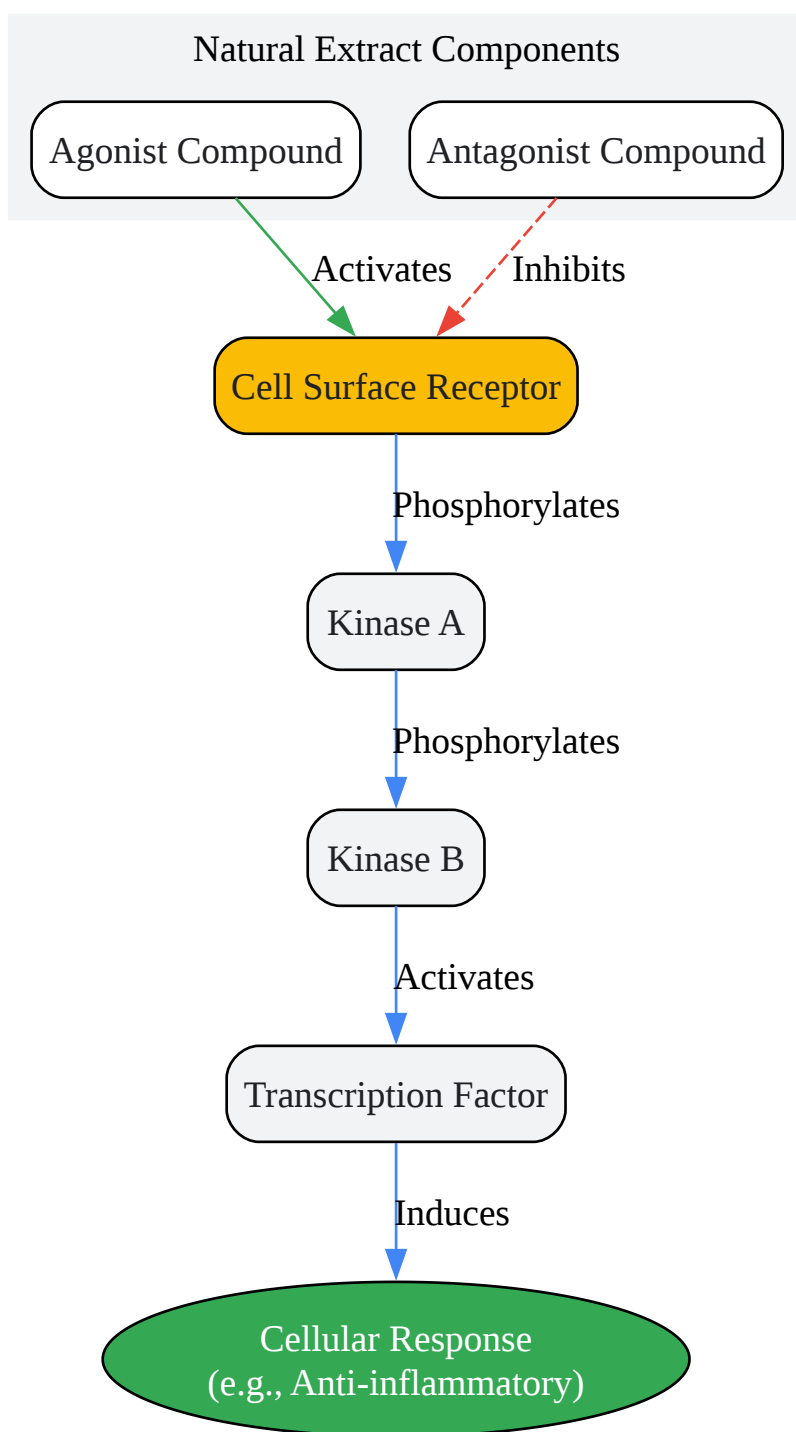 Natural Extract Components
Agonist Compound
Antagonist Compound
Activates
Inhibits
Cell Surface Receptor
Phosphorylates
Kinase A
Phosphorylates
Kinase B
Activates
Transcription Factor
Induces
Cellular Response
(e.g., Anti-inflammatory)